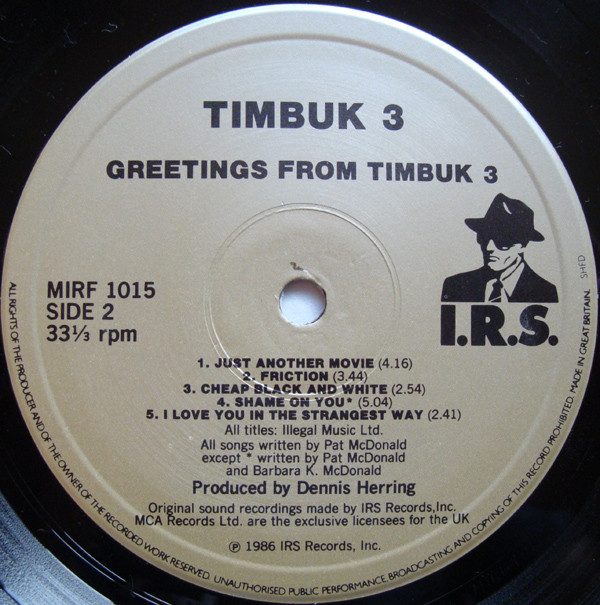 TIMBUK 3
GREETINGS FROM TIMBUK 3
MIRF 1015
SIDE 2
33⅓ rpm
I.R.S.
SHED
1. JUST ANOTHER MOVIE (4.16)
2. FRICTION (3.44)
3. CHEAP BLACK AND WHITE (2.54)
4. SHAME ON YOU* (5.04)
5. I LOVE YOU IN THE STRANGEST WAY (2.41)
All titles: Illegal Music Ltd.
All songs written by Pat McDonald
except * written by Pat McDonald
and Barbara K. McDonald
Produced by Dennis Herring
Original sound recordings made by IRS Records,Inc.
MCA Records Ltd. are the exclusive licensees for the UK
℗ 1986 IRS Records, Inc.
ALL RIGHTS OF THE PRODUCER AND OF THE OWNER OF THE RECORDED WORK RESERVED. UNAUTHORISED PUBLIC PERFORMANCE, BROADCASTING AND COPYING OF THIS RECORD PROHIBITED. MADE IN GREAT BRITAIN.